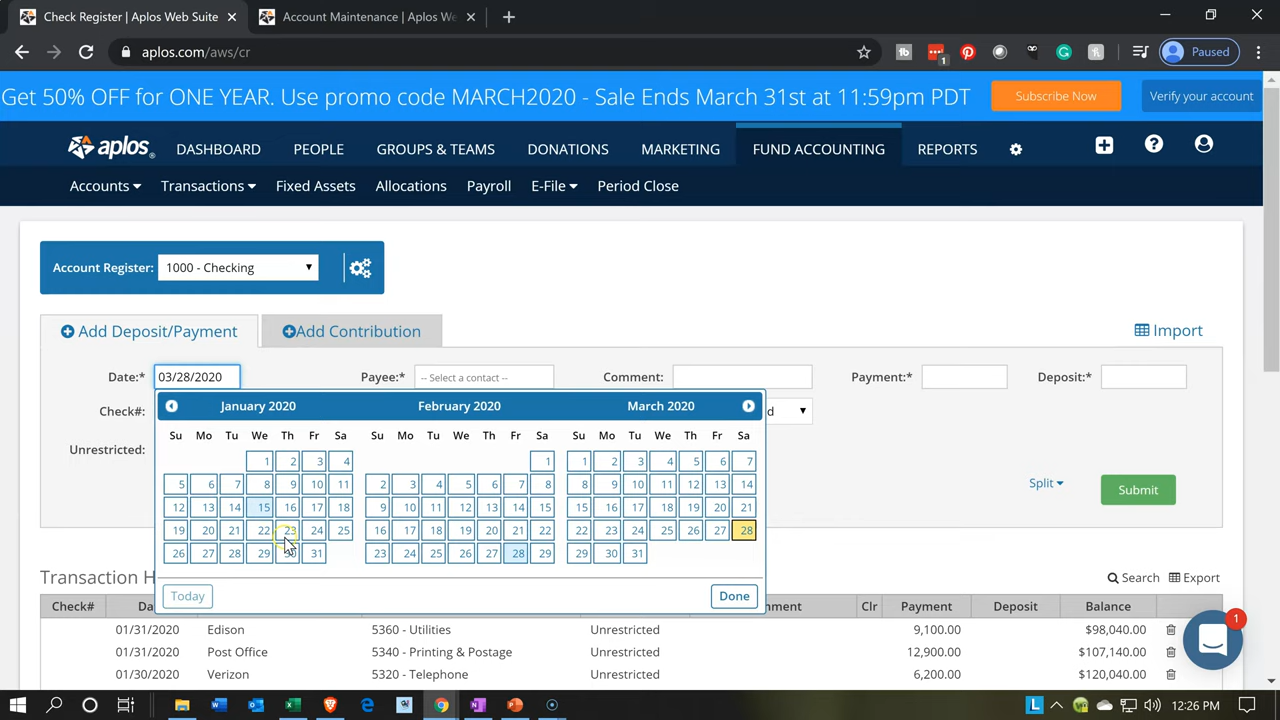 Check Register | Aplos Web Suite
Account Maintenance | Aplos We
aplos.com/aws/cr
Paused
Get 50% OFF for ONE YEAR. Use promo code MARCH2020 - Sale Ends March 31st at 11:59pm PDT
Subscribe Now
Verify your account
aplos
DASHBOARD PEOPLE GROUPS & TEAMS DONATIONS MARKETING FUND ACCOUNTING REPORTS
Accounts Transactions Fixed Assets Allocations Payroll E-File Period Close
Account Register: 1000 - Checking
Add Deposit/Payment
Add Contribution
Import
Date:* 03/28/2020 Payee:* -- Select a contact -- Comment: Payment:* Deposit:*
Check#: d
Unrestricted:
January 2020 February 2020 March 2020
Su Mo Tu We Th Fr Sa Su Mo Tu We Th Fr Sa Su Mo Tu We Th Fr Sa
1 2 3 4 1 1 2 3 4 5 6 7
5 6 7 8 9 10 11 2 3 4 5 6 7 8 8 9 10 11 12 13 14
12 13 14 15 16 17 18 9 10 11 12 13 14 15 15 16 17 18 19 20 21
19 20 21 22 23 24 25 16 17 18 19 20 21 22 22 23 24 25 26 27 28
26 27 28 29 30 31 23 24 25 26 27 28 29 29 30 31
Today
Done
Split
Submit
Transaction H
Search Export
Check# Da mment Clr Payment Deposit Balance
01/31/2020 Edison 5360 - Utilities Unrestricted 9,100.00 $98,040.00
01/31/2020 Post Office 5340 - Printing & Postage Unrestricted 12,900.00 $107,140.00
01/30/2020 Verizon 5320 - Telephone Unrestricted 6,200.00 $120,040.00
1
1
12:26 PM